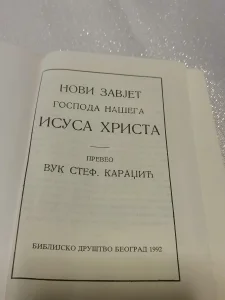 НОВИ ЗАВЈЕТ
ГОСПОДА НАШЕГА
ИСУСА ХРИСТА
ПРЕВЕО
ВУК СТЕФ. КАРАЏИЋ
БИБЛИЈСКО ДРУШТВО БЕОГРАД 1992